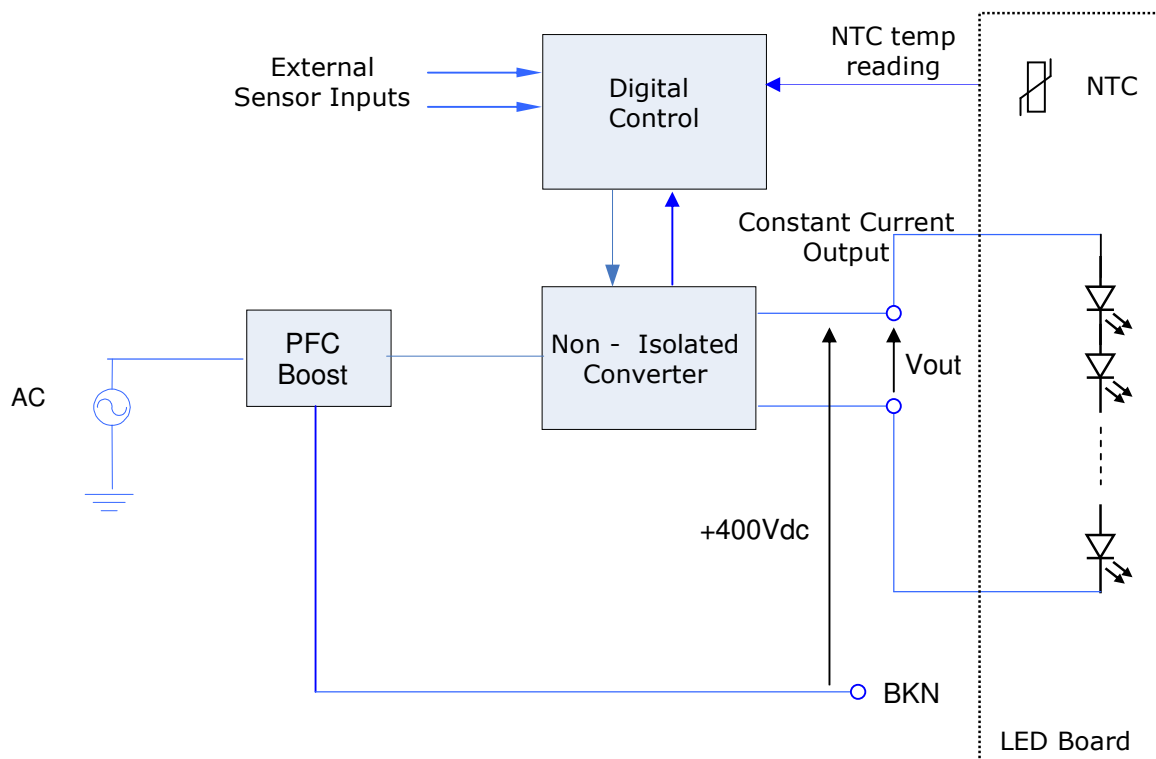 External
Sensor Inputs
Digital
Control
NTC temp
reading
NTC
Constant Current
Output
PFC
Boost
Non - Isolated
Converter
Vout
AC
+400Vdc
BKN
LED Board